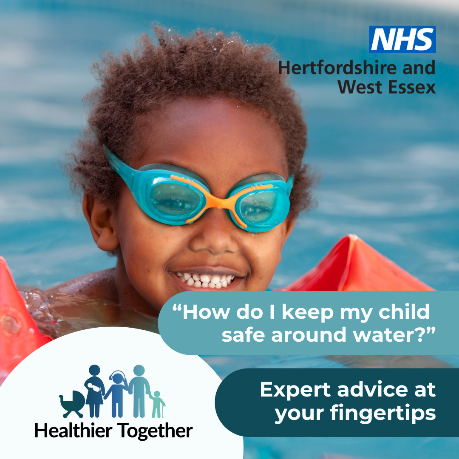 NHS
Hertfordshire and
West Essex
“How do I keep my child
safe around water?”
Expert advice at
your fingertips
Healthier Together